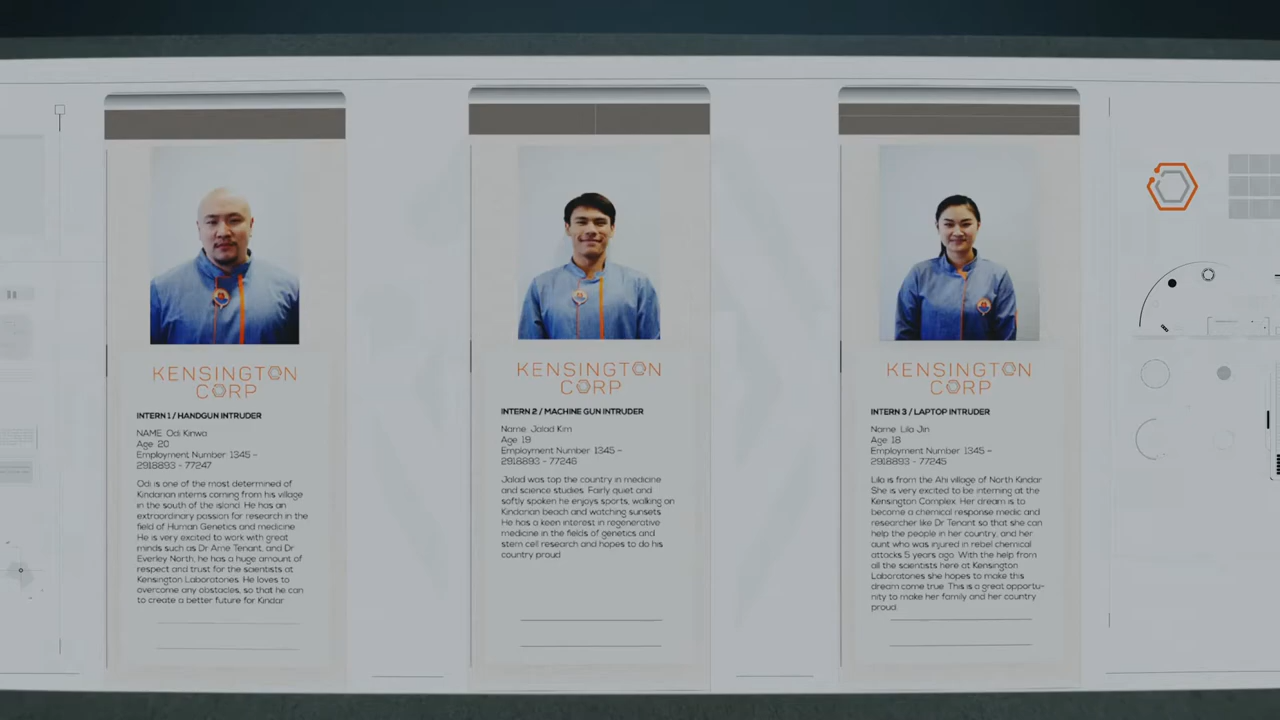 KENSINGTON
CORP
INTERN 1 / HANDGUN INTRUDER
NAME: Odi Kinwa
Age: 20
Employment Number: 1345 –
2918893 - 77247
Odi is one of the most determined of
Kindarian interns coming from his village
in the south of the island. He has an
extraordinary passion for research in the
field of Human Genetics and medicine
He is very excited to work with great
minds such as Dr Arne Tenant, and Dr
Everley North, he has a huge amount of
respect and trust for the scientists at
Kensington Laboratories. He loves to
overcome any obstacles, so that he can
to create a better future for Kindar
KENSINGTON
CORP
INTERN 2 / MACHINE GUN INTRUDER
Name: Jalad Kim
Age: 19
Employment Number: 1345 –
2918893 - 77246
Jalad was top the country in medicine
and science studies. Fairly quiet and
softly spoken he enjoys sports, walking on
Kindarian beach and watching sunsets
He has a keen interest in regenerative
medicine in the fields of genetics and
stem cell research and hopes to do his
country proud
KENSINGTON
CORP
INTERN 3 / LAPTOP INTRUDER
Name: Lila Jin
Age: 18
Employment Number: 1345 –
2918893 - 77245
Lila is from the Ahi village of North Kindar
She is very excited to be interning at the
Kensington Complex. Her dream is to
become a chemical response medic and
researcher like Dr Tenant so that she can
help the people in her country, and her
aunt who was injured in rebel chemical
attacks 5 years ago. With the help from
all the scientists here at Kensington
Laboratories she hopes to make this
dream come true. This is a great opportu-
nity to make her family and her country
proud.